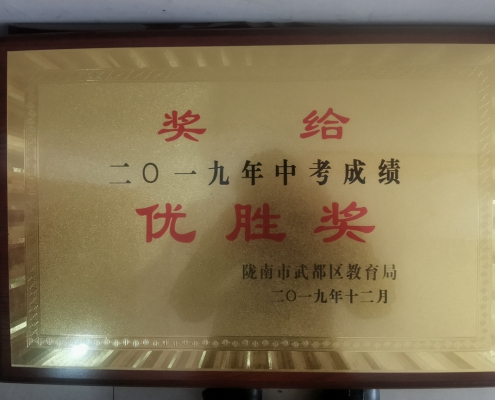 奖给
二〇一九年中考成绩
优胜奖
陇南市武都区教育局
二〇一九年十二月